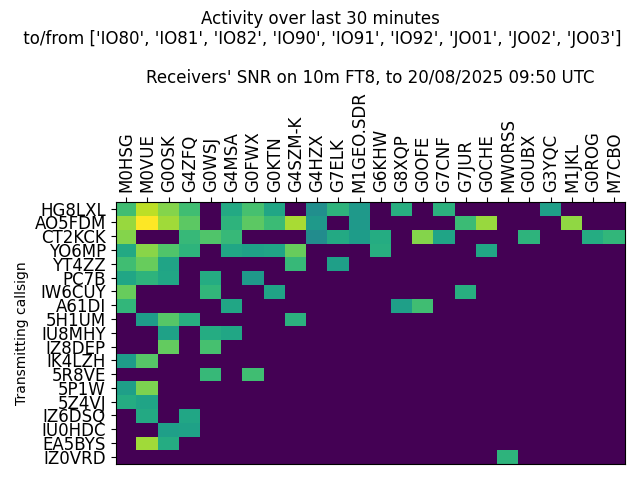 Activity over last 30 minutes
to/from ['IO80', 'IO81', 'IO82', 'IO90', 'IO91', 'IO92', 'JO01', 'JO02', 'JO03']
Receivers' SNR on 10m FT8, to 20/08/2025 09:50 UTC
M0HSG
M0VUE
G0OSK
G4ZFQ
G0WSJ
G4MSA
G0FWX
G0KTN
G4SZM-K
G4HZX
G7ELK
M1GEO.SDR
G6KHW
G8XQP
G0OFE
G7CNF
G7JUR
G0CHE
MW0RSS
G0UBX
G3YQC
M1JKL
G0ROG
M7CBO
Transmitting callsign
HG8LXL
AO5FDM
CT2KCK
YO6MP
YT4ZZ
PC7B
IW6CUY
A61DI
5H1UM
IU8MHY
IZ8DEP
IK4LZH
5R8VE
5P1W
5Z4VJ
IZ6DSQ
IU0HDC
EA5BYS
IZ0VRD